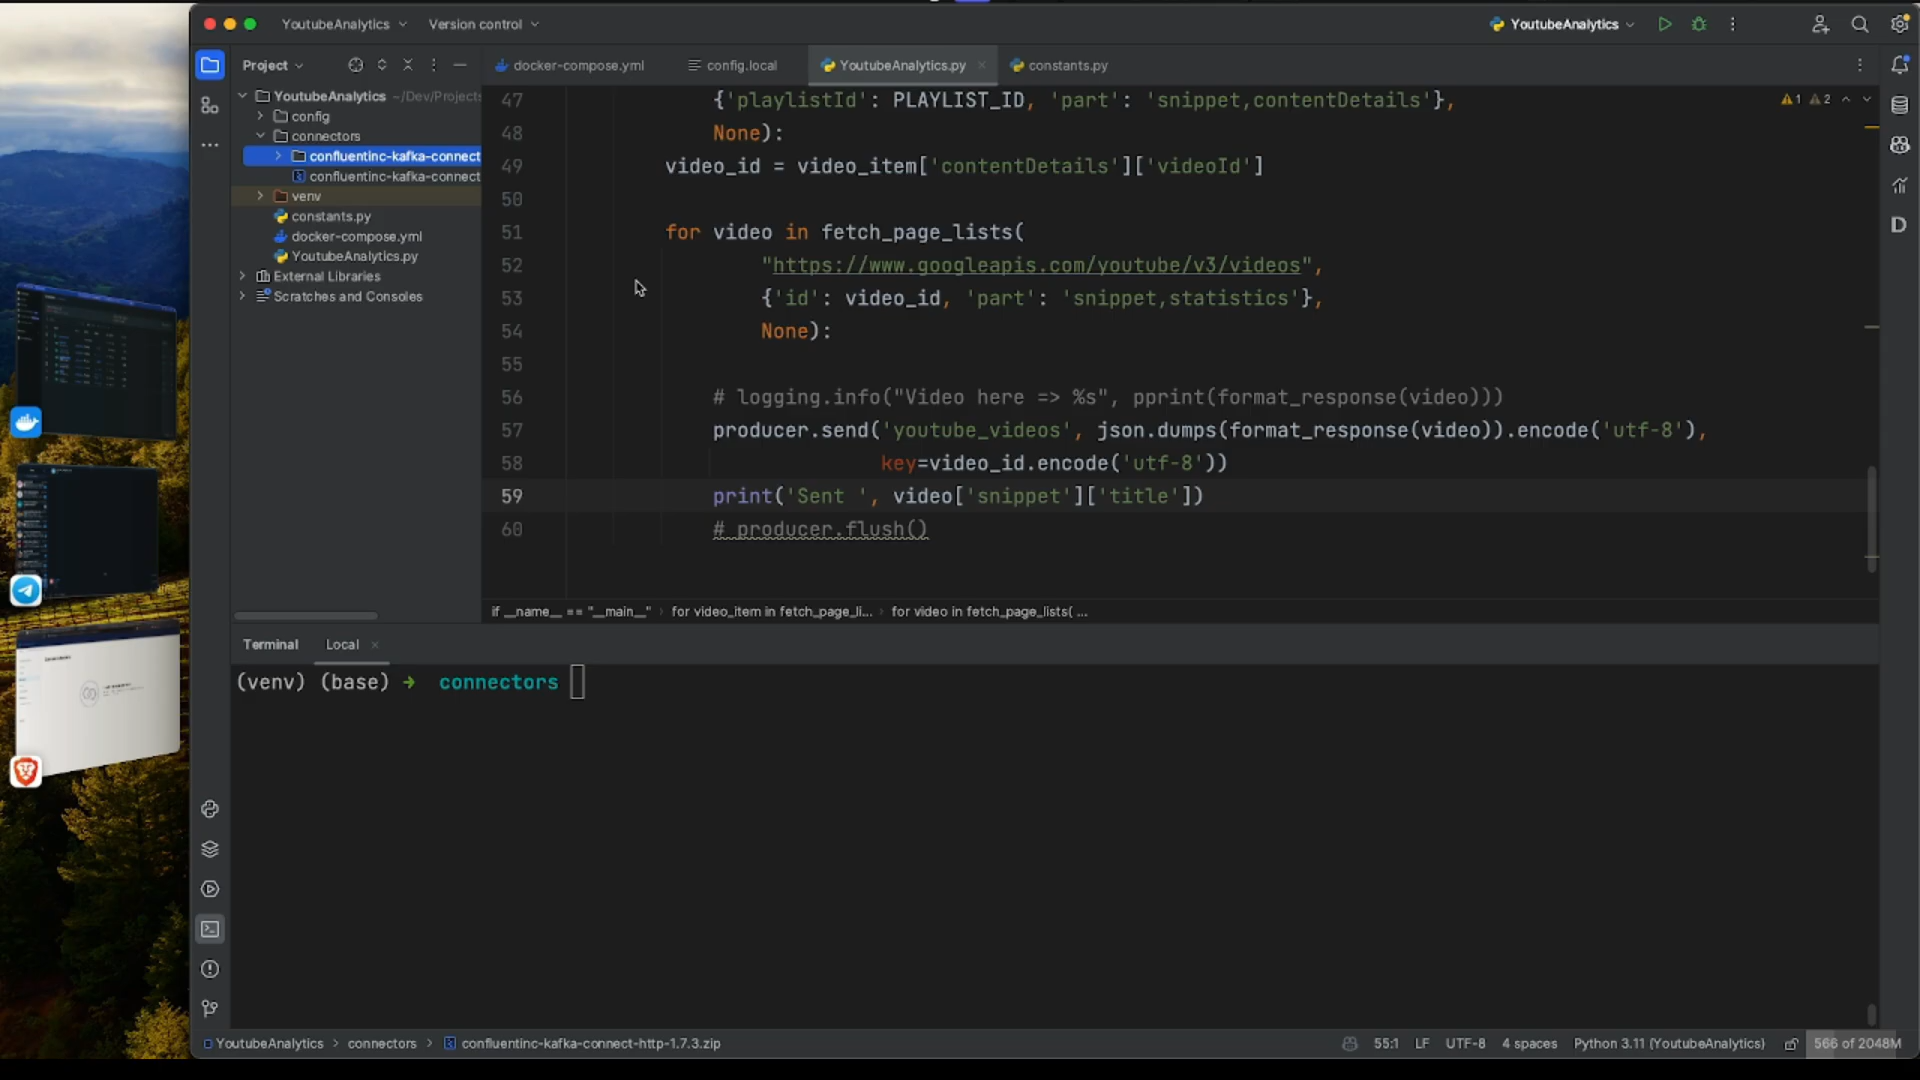 YoutubeAnalytics
Version control
YoutubeAnalytics
Project
docker-compose.yml
config.local
YoutubeAnalytics.py
constants.py
YoutubeAnalytics ~/Dev/Projects
config
connectors
confluentinc-kafka-connect
confluentinc-kafka-connect
venv
constants.py
docker-compose.yml
YoutubeAnalytics.py
External Libraries
Scratches and Consoles
1 2
47 {'playlistId': PLAYLIST_ID, 'part': 'snippet,contentDetails'},
48 None):
49 video_id = video_item['contentDetails']['videoId']
50
51 for video in fetch_page_lists(
52 "https://www.googleapis.com/youtube/v3/videos",
53 {'id': video_id, 'part': 'snippet,statistics'},
54 None):
55
56 # logging.info("Video here => %s", pprint(format_response(video)))
57 producer.send('youtube_videos', json.dumps(format_response(video)).encode('utf-8'),
58 key=video_id.encode('utf-8'))
59 print('Sent ', video['snippet']['title'])
60 # producer.flush()
if __name__ == "__main__" › for video_item in fetch_page_li... › for video in fetch_page_lists( ...
Terminal Local
(venv) (base) → connectors
YoutubeAnalytics › connectors › confluentinc-kafka-connect-http-1.7.3.zip
55:1 LF UTF-8 4 spaces Python 3.11 (YoutubeAnalytics) 566 of 2048M
D